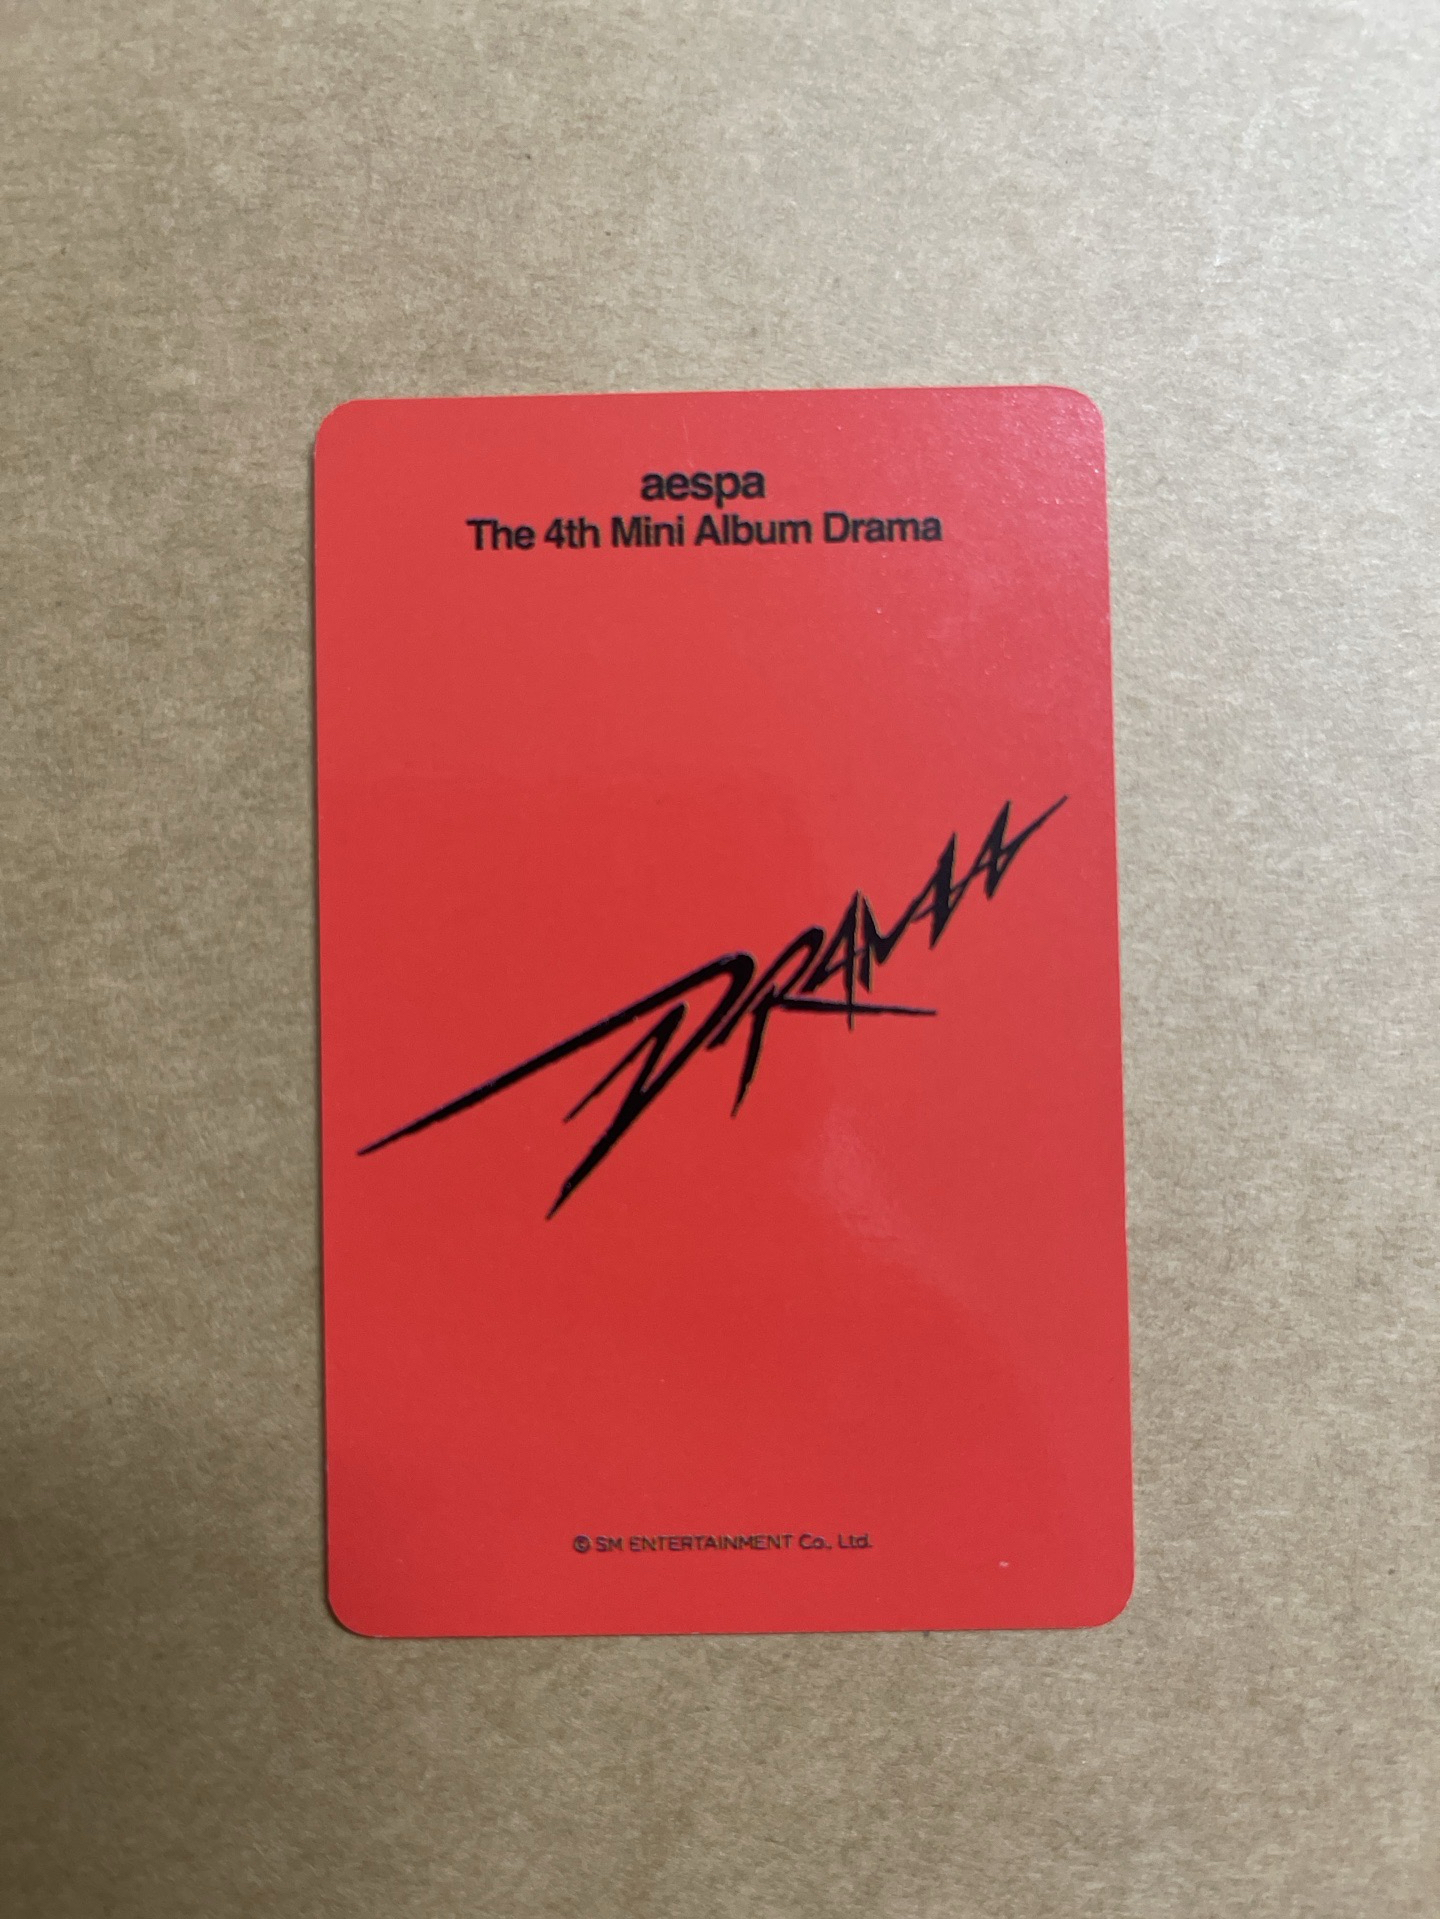 aespa
The 4th Mini Album Drama
DRAMA
© SM ENTERTAINMENT Co., Ltd.